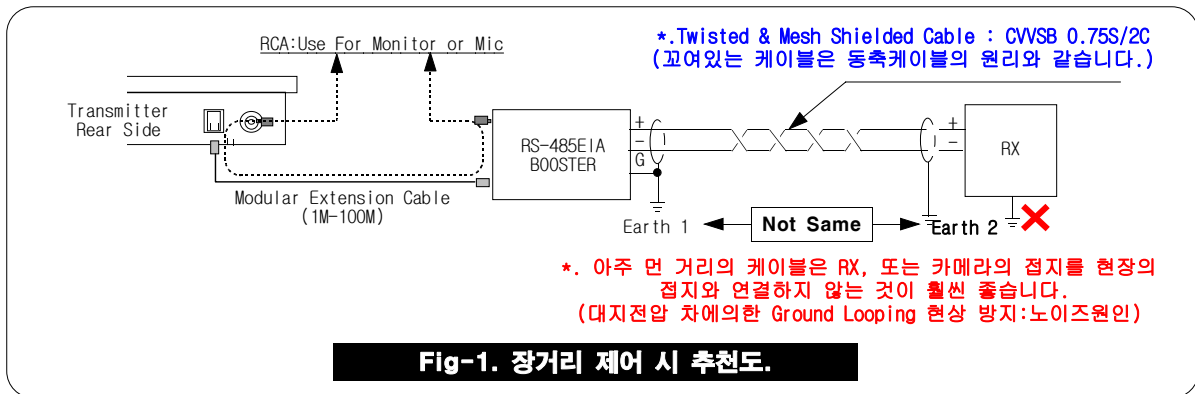 *.Twisted & Mesh Shielded Cable : CVVSB 0.75S/2C
(꼬여있는 케이블은 동축케이블의 원리와 같습니다.)
RCA:Use For Monitor or Mic
Transmitter
Rear Side
RS-485EIA
BOOSTER
+
-
G
+
-
RX
Modular Extension Cable
(1M-100M)
Earth 1
Not Same
Earth 2
*. 아주 먼 거리의 케이블은 RX, 또는 카메라의 접지를 현장의
접지와 연결하지 않는 것이 훨씬 좋습니다.
(대지전압 차에의한 Ground Looping 현상 방지:노이즈원인)
Fig-1. 장거리 제어 시 추천도.